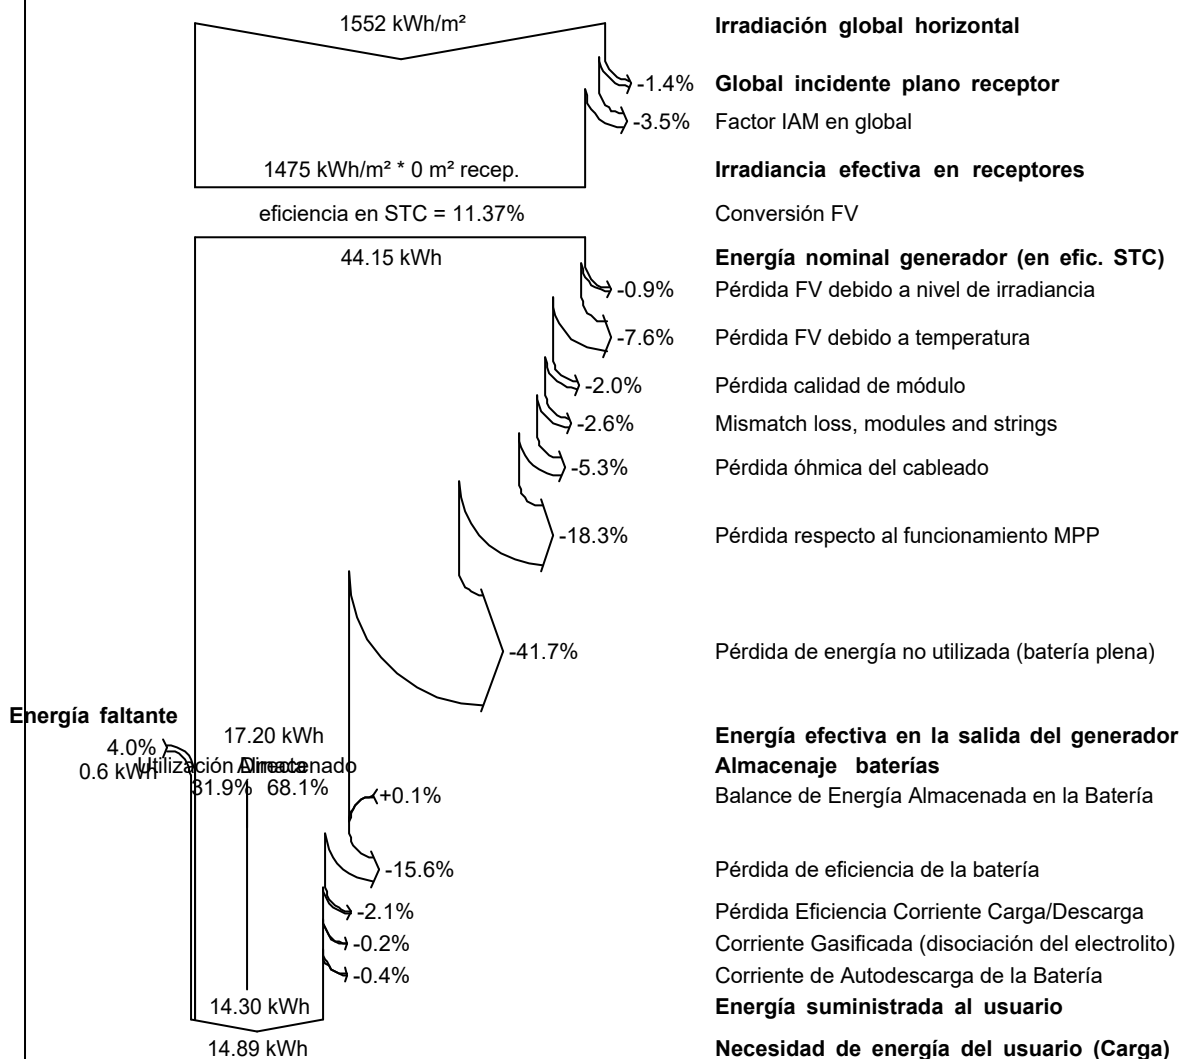 1552 kWh/m² Irradiación global horizontal
-1.4% Global incidente plano receptor
-3.5% Factor IAM en global
1475 kWh/m² * 0 m² recep. Irradiancia efectiva en receptores
eficiencia en STC = 11.37% Conversión FV
44.15 kWh Energía nominal generador (en efic. STC)
-0.9% Pérdida FV debido a nivel de irradiancia
-7.6% Pérdida FV debido a temperatura
-2.0% Pérdida calidad de módulo
-2.6% Mismatch loss, modules and strings
-5.3% Pérdida óhmica del cableado
-18.3% Pérdida respecto al funcionamiento MPP
-41.7% Pérdida de energía no utilizada (batería plena)
Energía faltante
17.20 kWh Energía efectiva en la salida del generador
4.0%
0.6 kWh Utilización Directa Almacenado Almacenaje baterías
31.9% 68.1%
+0.1% Balance de Energía Almacenada en la Batería
-15.6% Pérdida de eficiencia de la batería
-2.1% Pérdida Eficiencia Corriente Carga/Descarga
-0.2% Corriente Gasificada (disociación del electrolito)
-0.4% Corriente de Autodescarga de la Batería
14.30 kWh Energía suministrada al usuario
14.89 kWh Necesidad de energía del usuario (Carga)